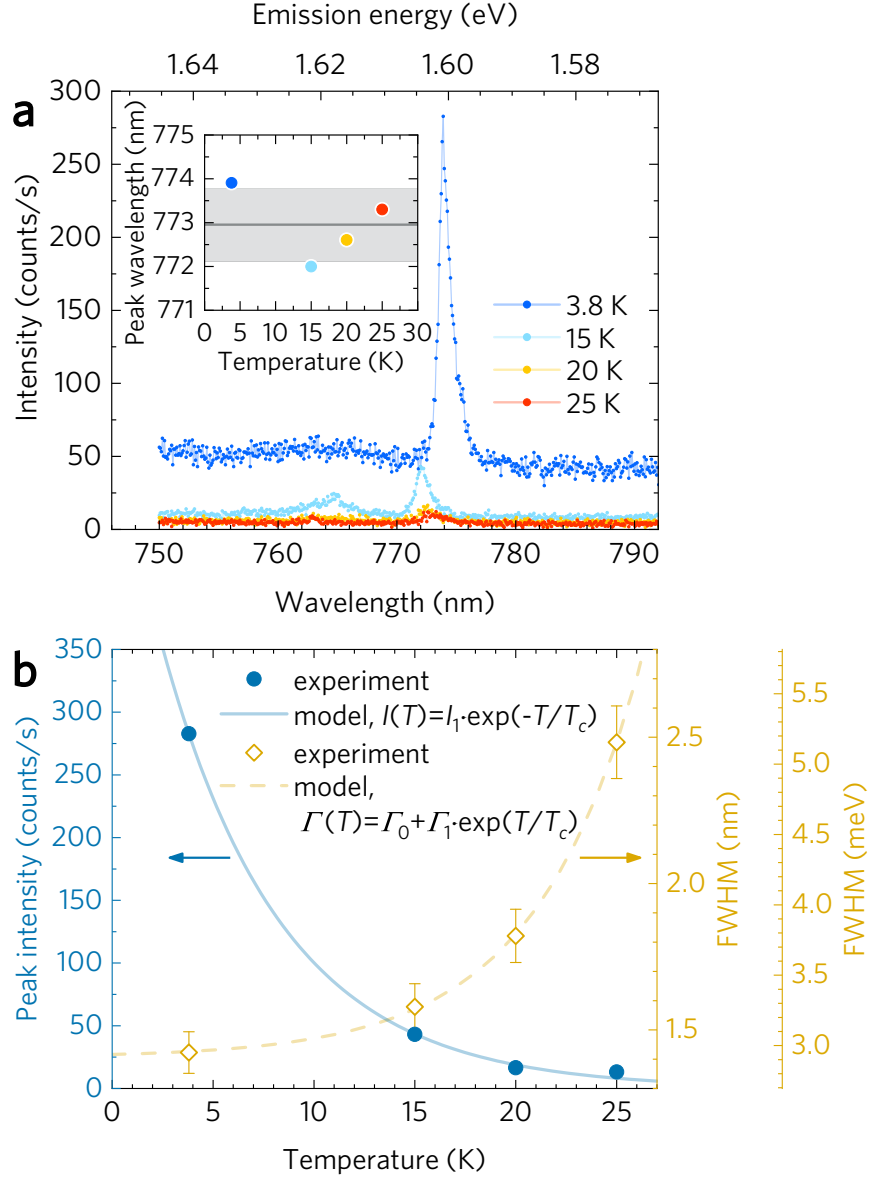 Emission energy (eV)
1.64 1.62 1.60 1.58
a
300
250
200
150
100
50
0
Intensity (counts/s)
775
774
773
772
771
Peak wavelength (nm)
0 5 10 15 20 25 30
Temperature (K)
3.8 K
15 K
20 K
25 K
750 760 770 780 790
Wavelength (nm)
b
350
300
250
200
150
100
50
0
Peak intensity (counts/s)
experiment
model, I(T)=I₁·exp(-T/T_c)
experiment
model,
Γ(T)=Γ₀+Γ₁·exp(T/T_c)
2.5
2.0
1.5
FWHM (nm)
5.5
5.0
4.5
4.0
3.5
3.0
FWHM (meV)
0 5 10 15 20 25
Temperature (K)